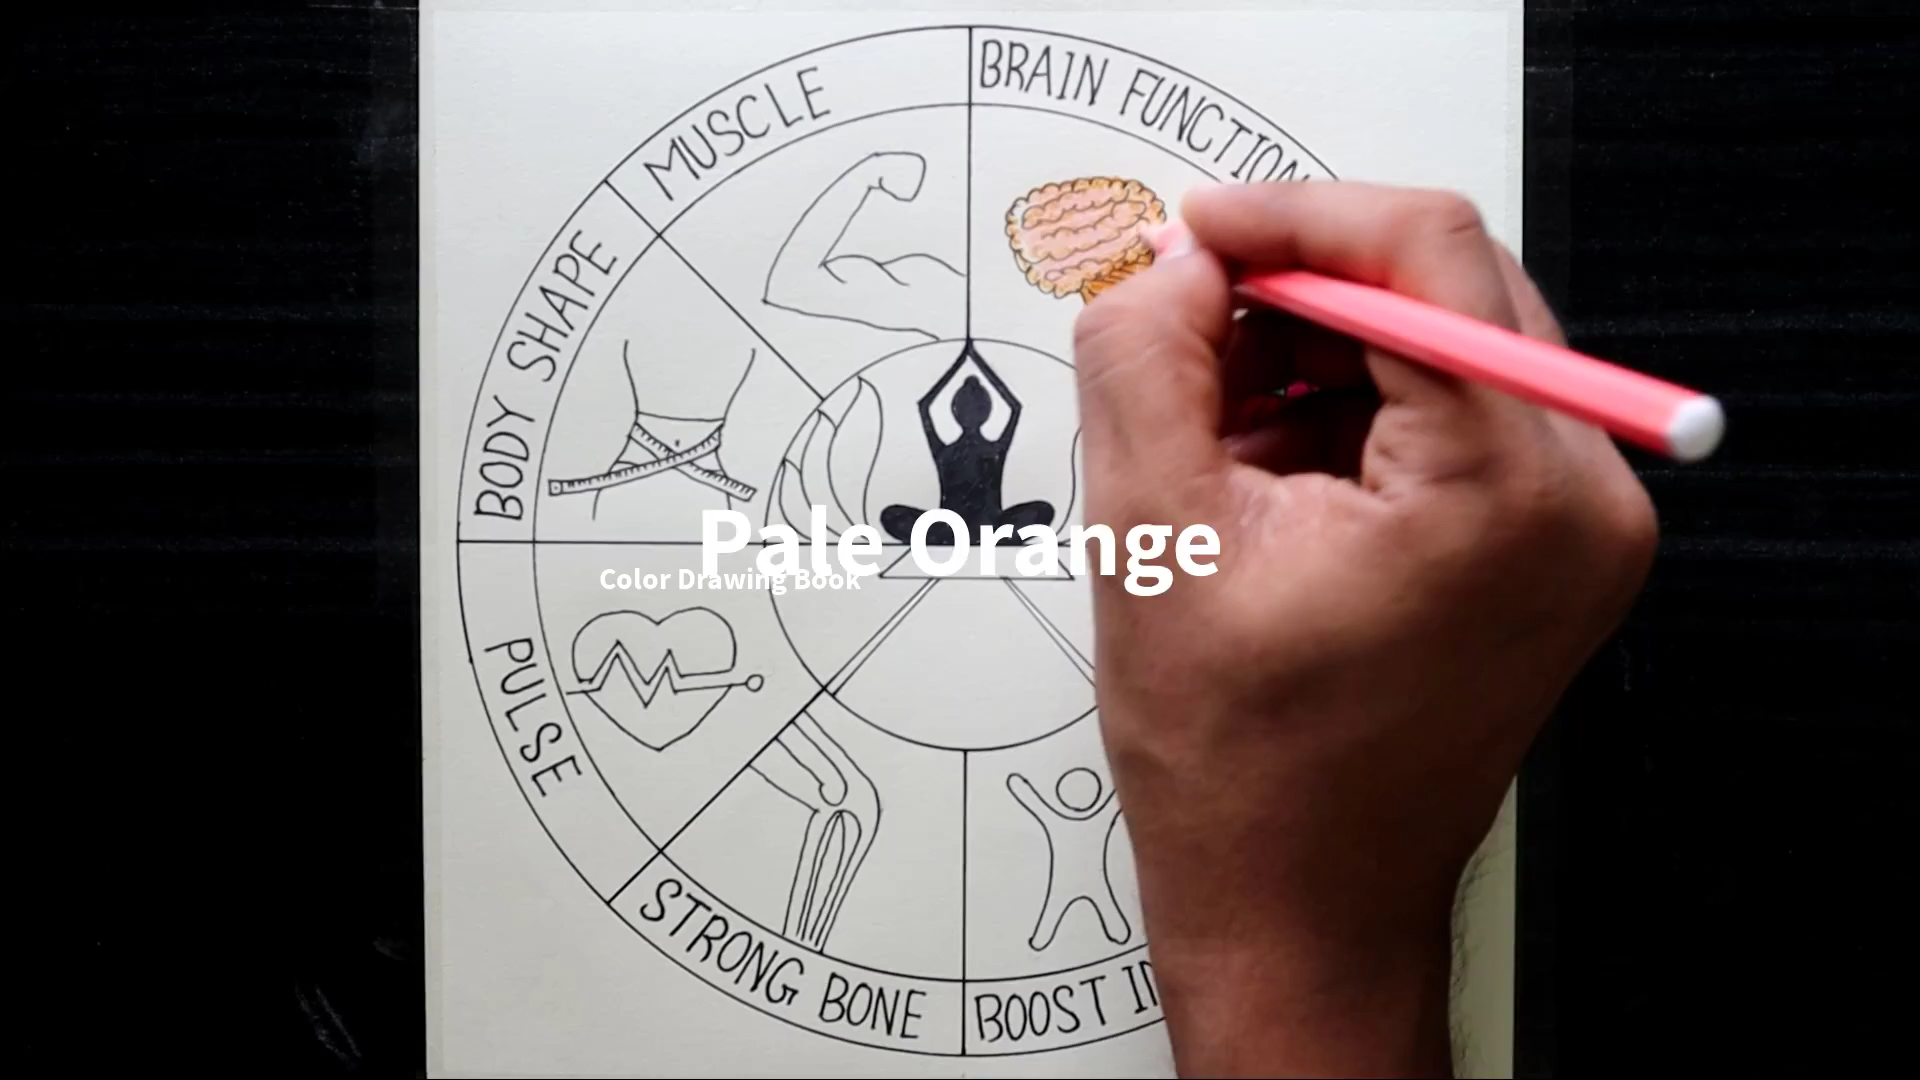 MUSCLE
BRAIN FUNCTION
BODY SHAPE
Pale Orange
Color Drawing Book
PULSE
STRONG BONE
BOOST